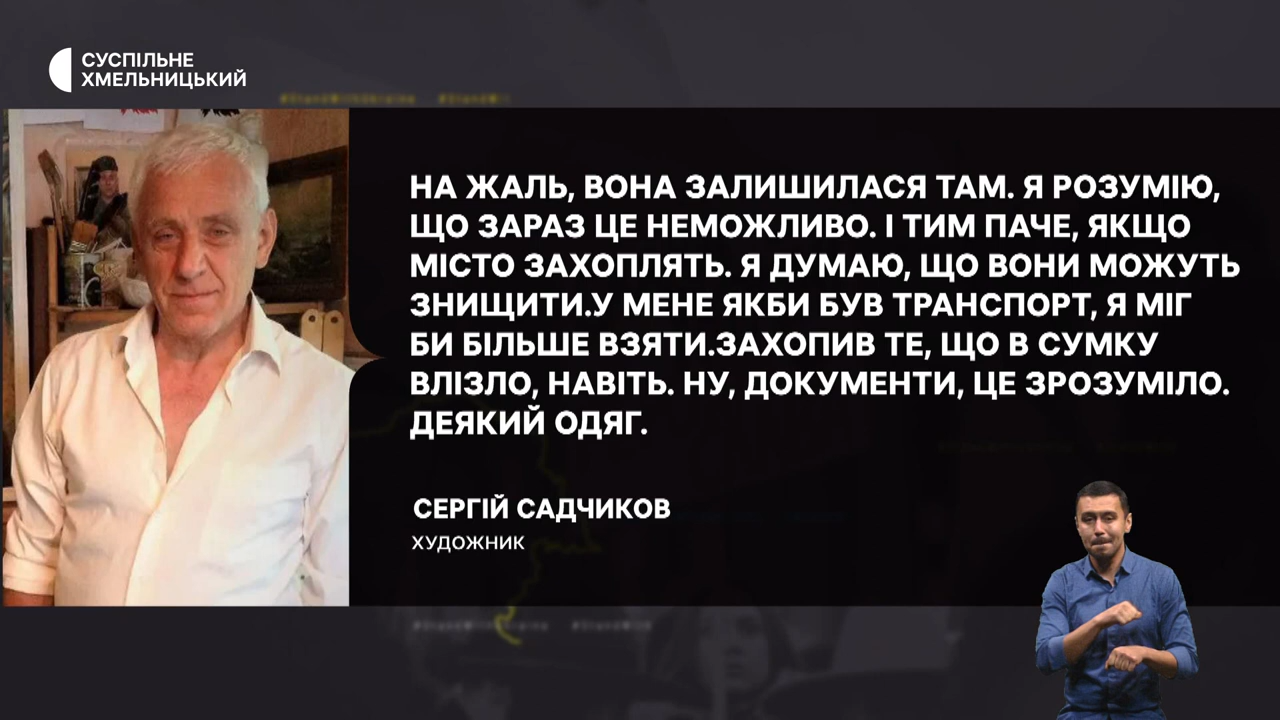 СУСПІЛЬНЕ
ХМЕЛЬНИЦЬКИЙ
НА ЖАЛЬ, ВОНА ЗАЛИШИЛАСЯ ТАМ. Я РОЗУМІЮ,
ЩО ЗАРАЗ ЦЕ НЕМОЖЛИВО. І ТИМ ПАЧЕ, ЯКЩО
МІСТО ЗАХОПЛЯТЬ. Я ДУМАЮ, ЩО ВОНИ МОЖУТЬ
ЗНИЩИТИ.У МЕНЕ ЯКБИ БУВ ТРАНСПОРТ, Я МІГ
БИ БІЛЬШЕ ВЗЯТИ.ЗАХОПИВ ТЕ, ЩО В СУМКУ
ВЛІЗЛО, НАВІТЬ. НУ, ДОКУМЕНТИ, ЦЕ ЗРОЗУМІЛО.
ДЕЯКИЙ ОДЯГ.
СЕРГІЙ САДЧИКОВ
ХУДОЖНИК